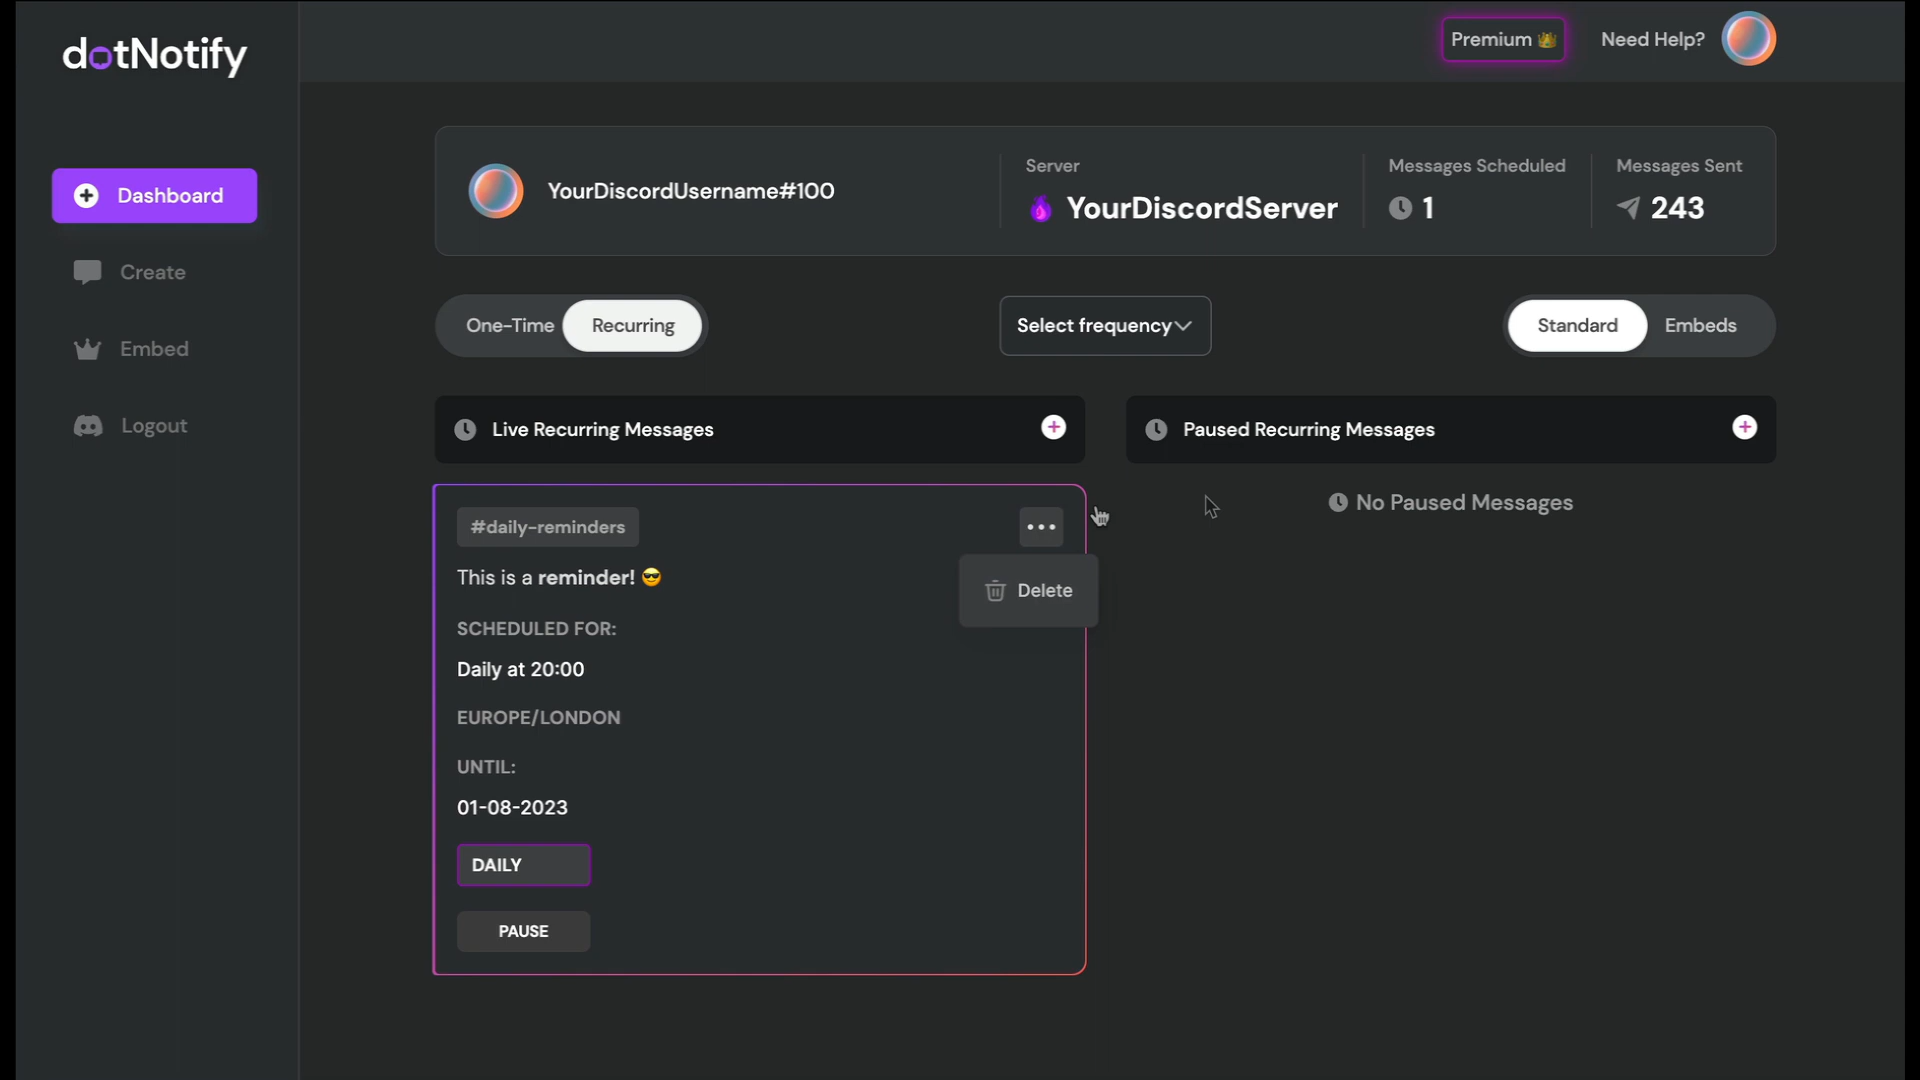 dotNotify
Premium 👑
Need Help?
Dashboard
Create
Embed
Logout
YourDiscordUsername#100
Server
YourDiscordServer
Messages Scheduled
1
Messages Sent
243
One-Time
Recurring
Select frequency
Standard
Embeds
Live Recurring Messages
Paused Recurring Messages
No Paused Messages
#daily-reminders
Delete
This is a reminder! 😎
SCHEDULED FOR:
Daily at 20:00
EUROPE/LONDON
UNTIL:
01-08-2023
DAILY
PAUSE